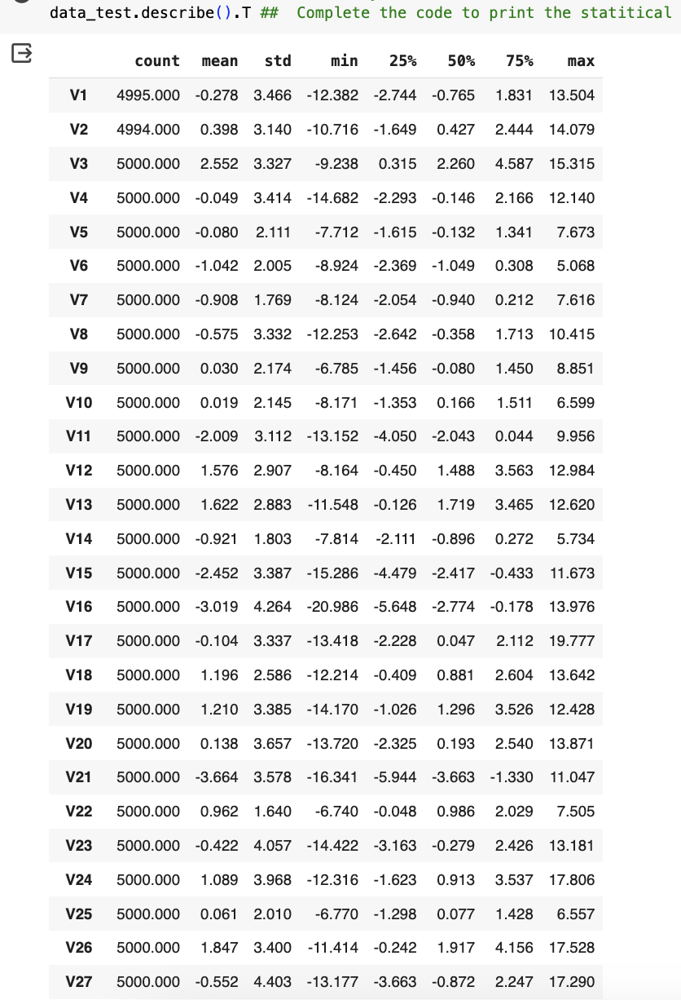 data_test.describe().T ## Complete the code to print the statitical
count mean std min 25% 50% 75% max
V1 4995.000 -0.278 3.466 -12.382 -2.744 -0.765 1.831 13.504
V2 4994.000 0.398 3.140 -10.716 -1.649 0.427 2.444 14.079
V3 5000.000 2.552 3.327 -9.238 0.315 2.260 4.587 15.315
V4 5000.000 -0.049 3.414 -14.682 -2.293 -0.146 2.166 12.140
V5 5000.000 -0.080 2.111 -7.712 -1.615 -0.132 1.341 7.673
V6 5000.000 -1.042 2.005 -8.924 -2.369 -1.049 0.308 5.068
V7 5000.000 -0.908 1.769 -8.124 -2.054 -0.940 0.212 7.616
V8 5000.000 -0.575 3.332 -12.253 -2.642 -0.358 1.713 10.415
V9 5000.000 0.030 2.174 -6.785 -1.456 -0.080 1.450 8.851
V10 5000.000 0.019 2.145 -8.171 -1.353 0.166 1.511 6.599
V11 5000.000 -2.009 3.112 -13.152 -4.050 -2.043 0.044 9.956
V12 5000.000 1.576 2.907 -8.164 -0.450 1.488 3.563 12.984
V13 5000.000 1.622 2.883 -11.548 -0.126 1.719 3.465 12.620
V14 5000.000 -0.921 1.803 -7.814 -2.111 -0.896 0.272 5.734
V15 5000.000 -2.452 3.387 -15.286 -4.479 -2.417 -0.433 11.673
V16 5000.000 -3.019 4.264 -20.986 -5.648 -2.774 -0.178 13.976
V17 5000.000 -0.104 3.337 -13.418 -2.228 0.047 2.112 19.777
V18 5000.000 1.196 2.586 -12.214 -0.409 0.881 2.604 13.642
V19 5000.000 1.210 3.385 -14.170 -1.026 1.296 3.526 12.428
V20 5000.000 0.138 3.657 -13.720 -2.325 0.193 2.540 13.871
V21 5000.000 -3.664 3.578 -16.341 -5.944 -3.663 -1.330 11.047
V22 5000.000 0.962 1.640 -6.740 -0.048 0.986 2.029 7.505
V23 5000.000 -0.422 4.057 -14.422 -3.163 -0.279 2.426 13.181
V24 5000.000 1.089 3.968 -12.316 -1.623 0.913 3.537 17.806
V25 5000.000 0.061 2.010 -6.770 -1.298 0.077 1.428 6.557
V26 5000.000 1.847 3.400 -11.414 -0.242 1.917 4.156 17.528
V27 5000.000 -0.552 4.403 -13.177 -3.663 -0.872 2.247 17.290